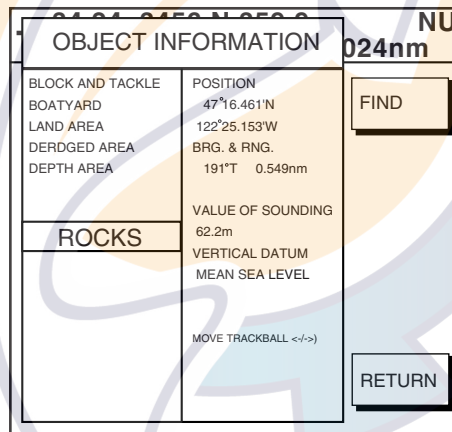 NU
024nm
OBJECT INFORMATION
BLOCK AND TACKLE
BOATYARD
LAND AREA
DERDGED AREA
DEPTH AREA
ROCKS
POSITION
47°16.461'N
122°25.153'W
BRG. & RNG.
191°T 0.549nm
VALUE OF SOUNDING
62.2m
VERTICAL DATUM
MEAN SEA LEVEL
MOVE TRACKBALL <-/->)
FIND
RETURN